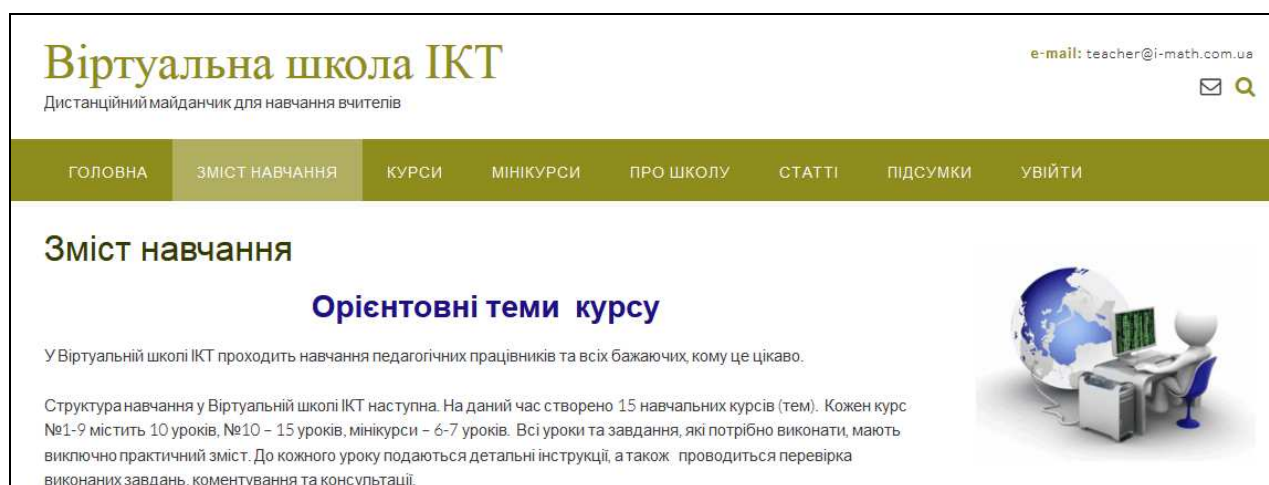 Віртуальна школа ІКТ
Дистанційний майданчик для навчання вчителів
e-mail: teacher@i-math.com.ua
ГОЛОВНА ЗМІСТ НАВЧАННЯ КУРСИ МІНІКУРСИ ПРО ШКОЛУ СТАТТІ ПІДСУМКИ УВІЙТИ
Зміст навчання
Орієнтовні теми курсу
У Віртуальній школі ІКТ проходить навчання педагогічних працівників та всіх бажаючих, кому це цікаво.
Структура навчання у Віртуальній школі ІКТ наступна. На даний час створено 15 навчальних курсів (тем). Кожен курс
№1-9 містить 10 уроків, №10 – 15 уроків, мінікурси – 6-7 уроків. Всі уроки та завдання, які потрібно виконати, мають
виключно практичний зміст. До кожного уроку подаються детальні інструкції, а також проводиться перевірка
виконаних завдань, коментування та консультації.